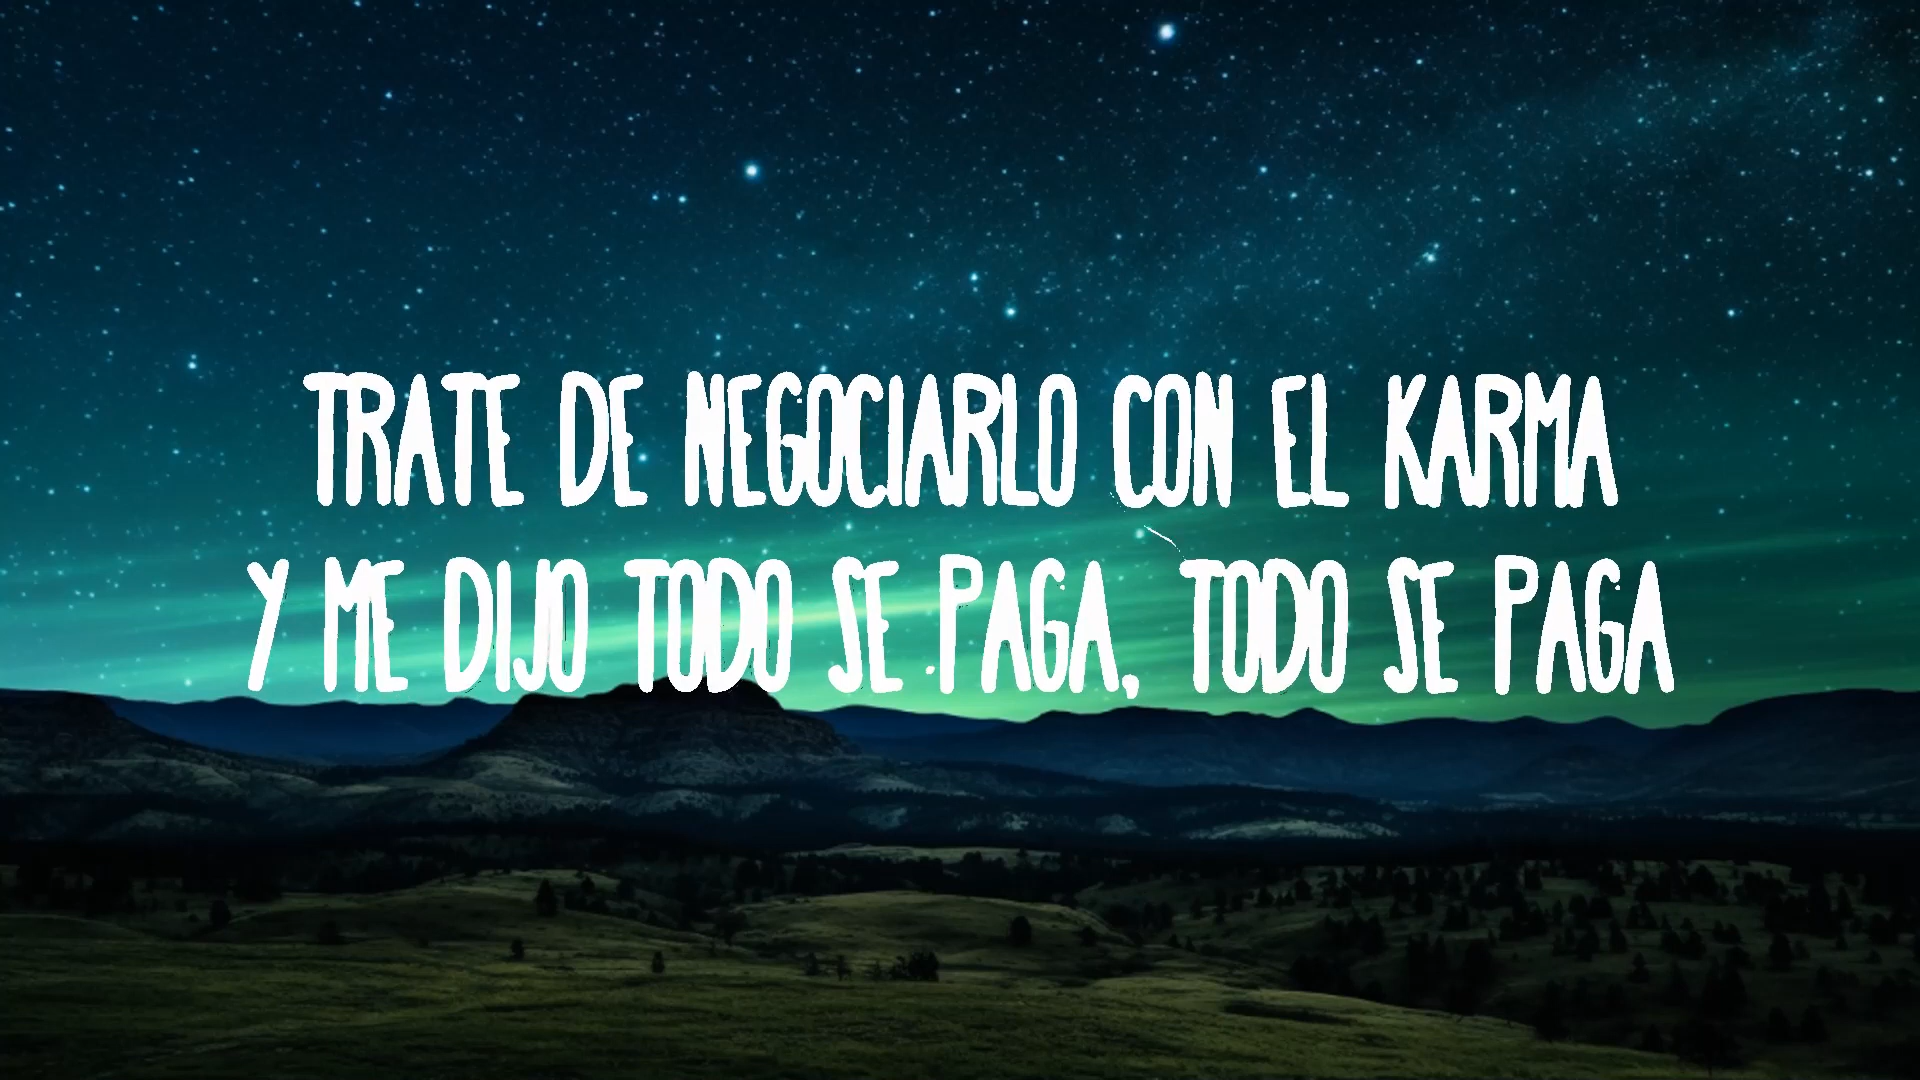 TRATE DE NEGOCIARLO CON EL KARMA
Y ME DIJO TODO SE PAGA, TODO SE PAGA